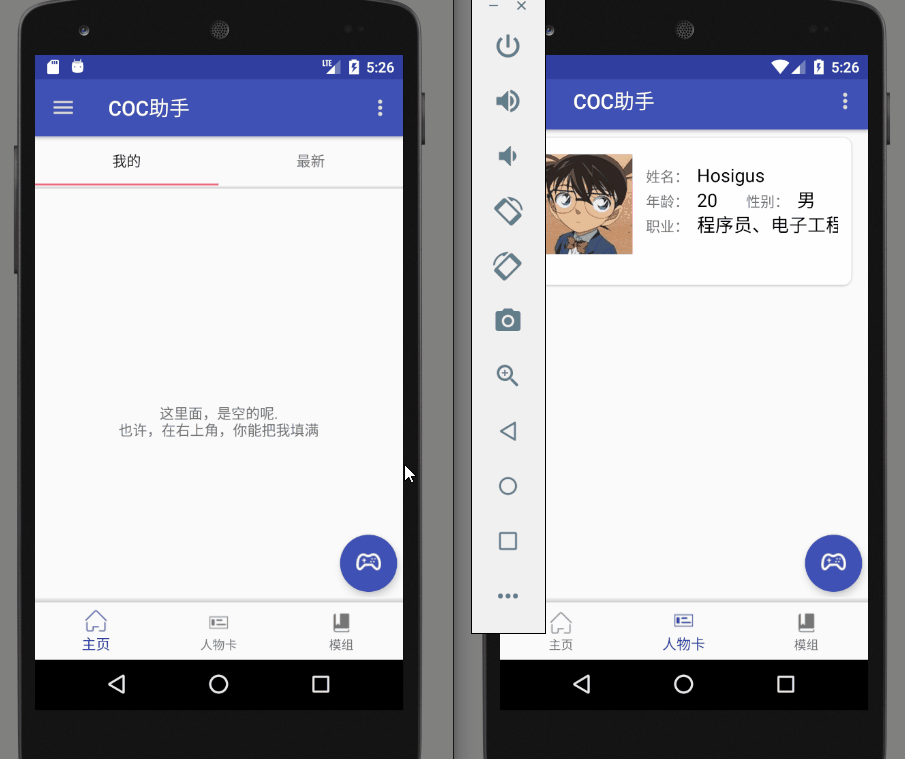 LTE 5:26
COC助手
我的 最新
这里面，是空的呢.
也许，在右上角，你能把我填满
主页 人物卡 模组
5:26
COC助手
姓名： Hosigus
年龄： 20 性别： 男
职业： 程序员、电子工程
主页 人物卡 模组